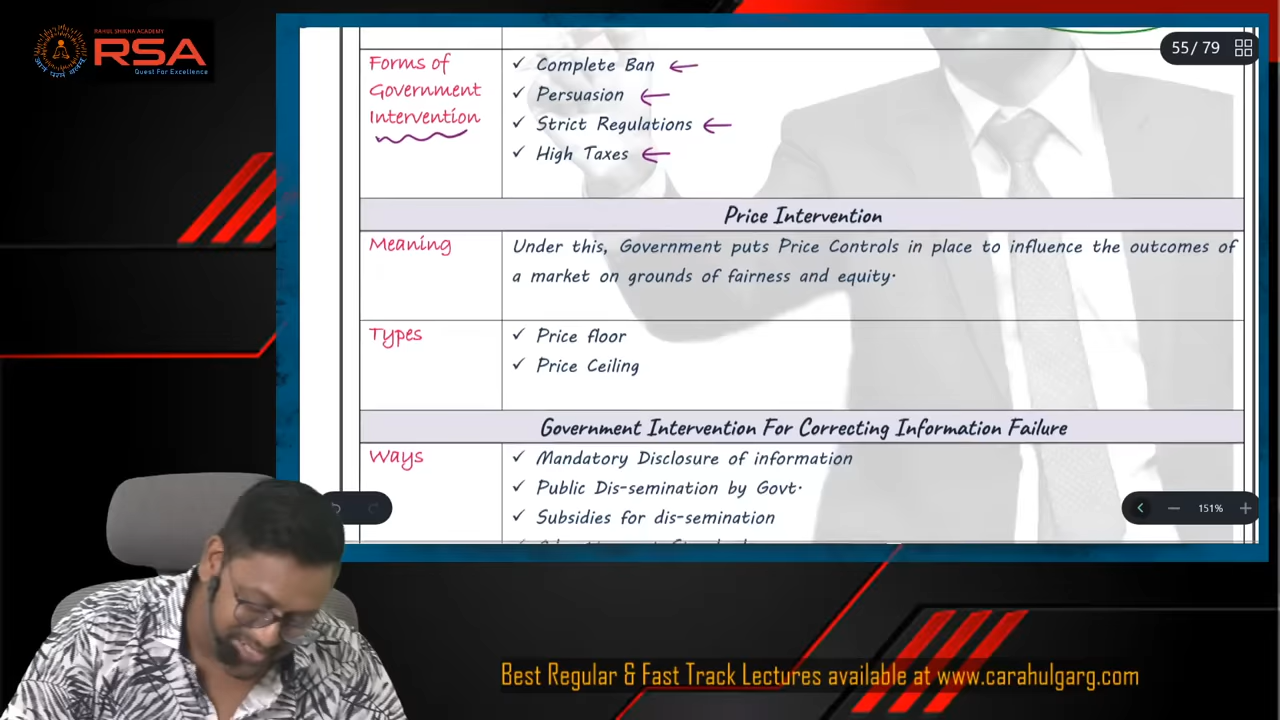 RAHUL SHIKHA ACADEMY
RSA
Quest For Excellence
55 / 79
Forms of
Government
Intervention
✓ Complete Ban
✓ Persuasion
✓ Strict Regulations
✓ High Taxes
Price Intervention
Meaning
Under this, Government puts Price Controls in place to influence the outcomes of
a market on grounds of fairness and equity.
Types
✓ Price floor
✓ Price Ceiling
Government Intervention For Correcting Information Failure
Ways
✓ Mandatory Disclosure of information
✓ Public Dis-semination by Govt.
✓ Subsidies for dis-semination
151%
Best Regular & Fast Track Lectures available at www.carahulgarg.com